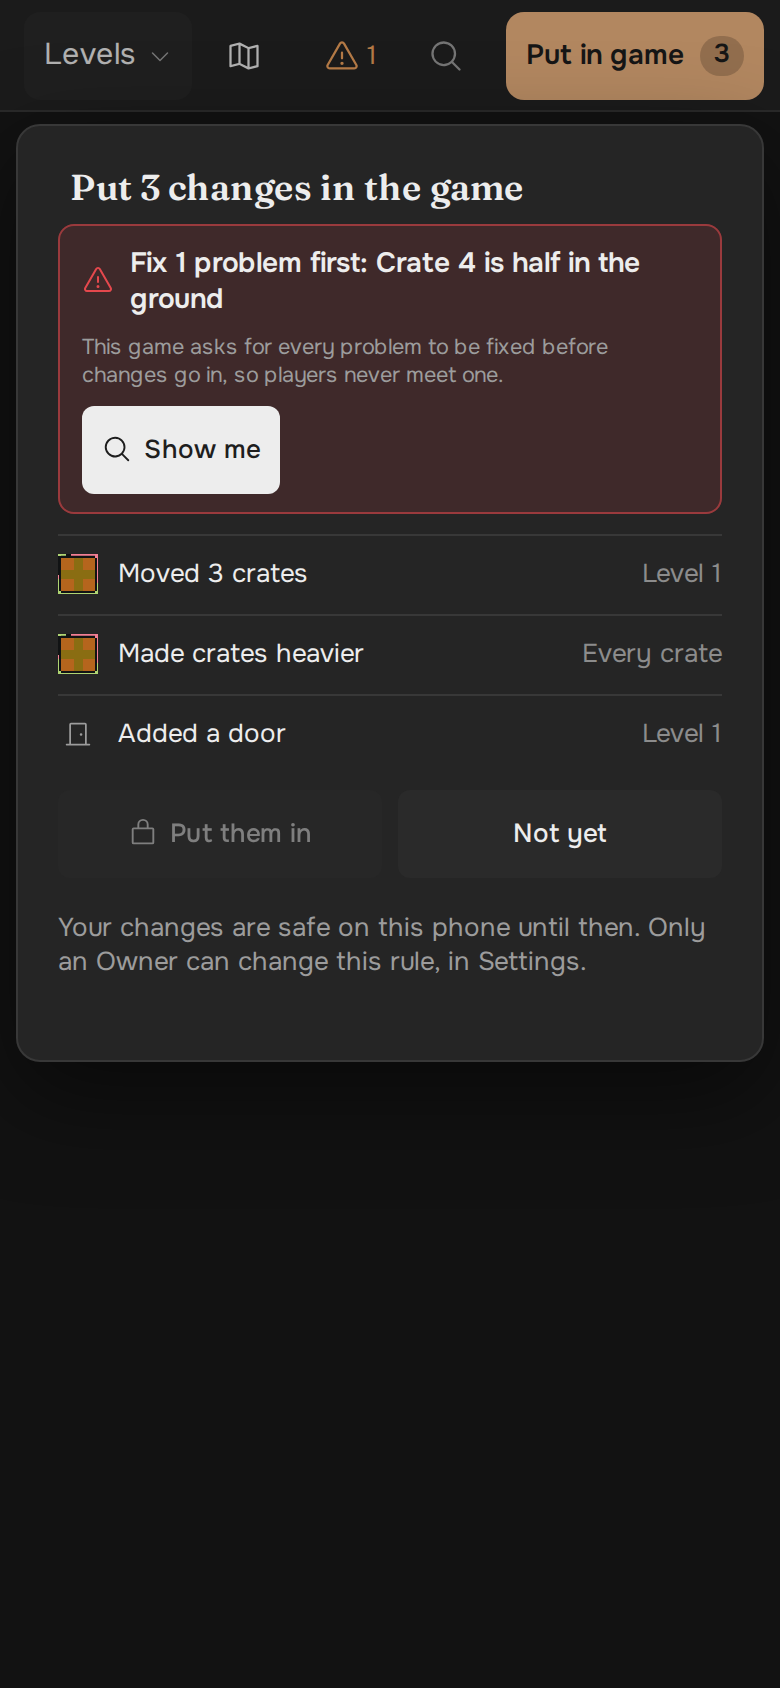 Levels
1
Put in game 3
Put 3 changes in the game
Fix 1 problem first: Crate 4 is half in the
ground
This game asks for every problem to be fixed before
changes go in, so players never meet one.
Show me
Moved 3 crates Level 1
Made crates heavier Every crate
Added a door Level 1
Put them in Not yet
Your changes are safe on this phone until then. Only
an Owner can change this rule, in Settings.